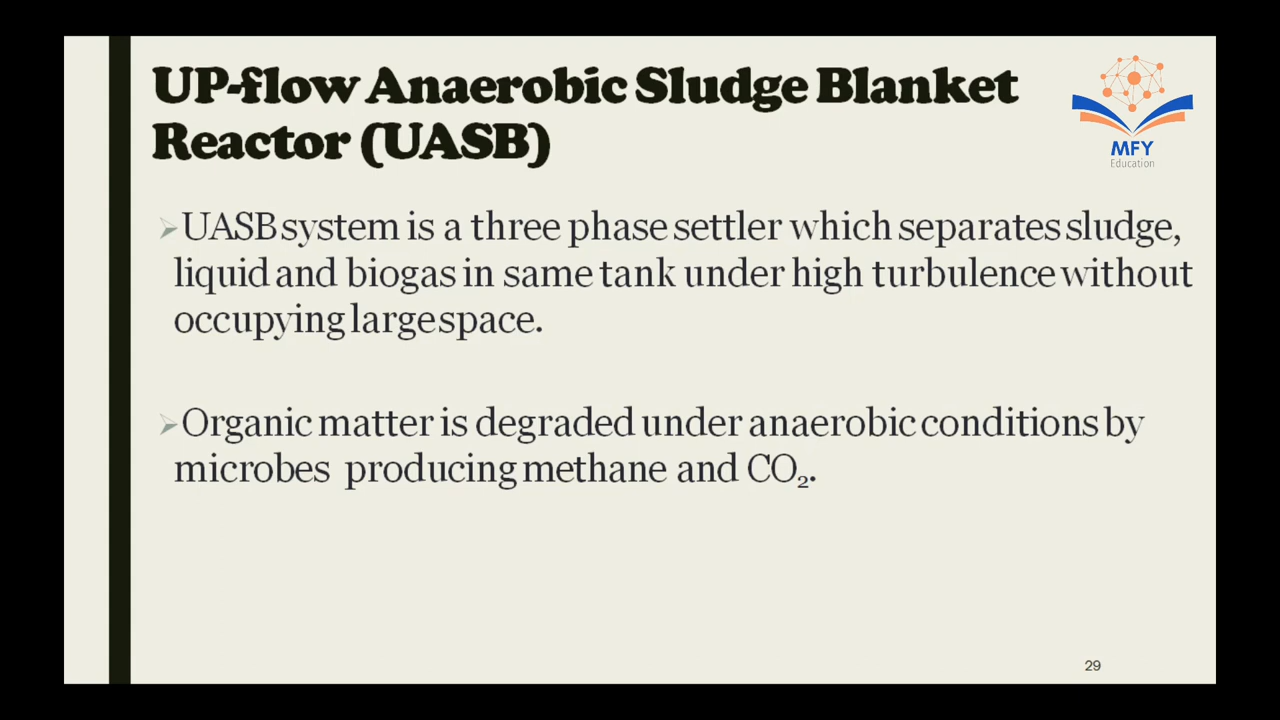 UP-flow Anaerobic Sludge Blanket
Reactor (UASB)
MFY
Education
➢UASB system is a three phase settler which separates sludge,
liquid and biogas in same tank under high turbulence without
occupying large space.
➢Organic matter is degraded under anaerobic conditions by
microbes producing methane and CO₂.
29